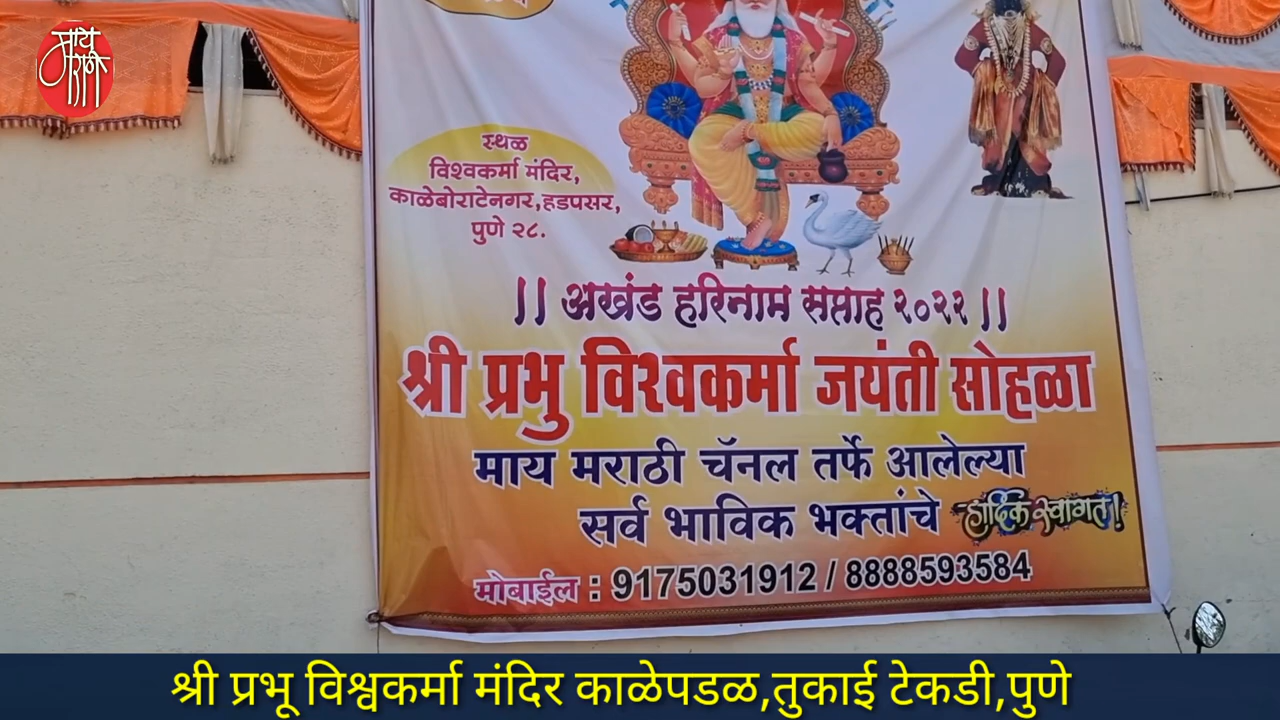 माय मराठी
स्थळ
विश्वकर्मा मंदिर,
काळेबोराटेनगर,हडपसर,
पुणे २८.
|| अखंड हरिनाम सप्ताह २०२२ ||
श्री प्रभु विश्वकर्मा जयंती सोहळा
माय मराठी चॅनल तर्फे आलेल्या
सर्व भाविक भक्तांचे हार्दिक स्वागत!
मोबाईल : 9175031912 / 8888593584
श्री प्रभू विश्वकर्मा मंदिर काळेपडळ,तुकाई टेकडी,पुणे